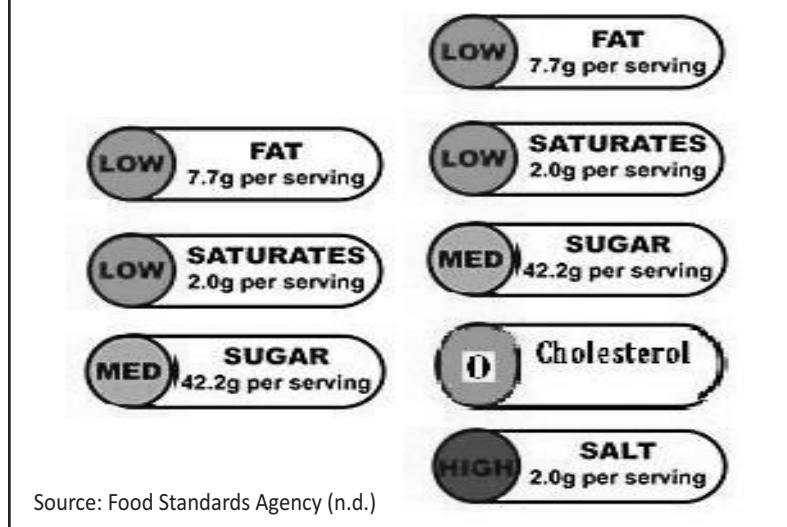 LOW
FAT
7.7g per serving
LOW
SATURATES
2.0g per serving
MED
SUGAR
42.2g per serving
LOW
FAT
7.7g per serving
LOW
SATURATES
2.0g per serving
MED
SUGAR
42.2g per serving
0
Cholesterol
HIGH
SALT
2.0g per serving
Source: Food Standards Agency (n.d.)